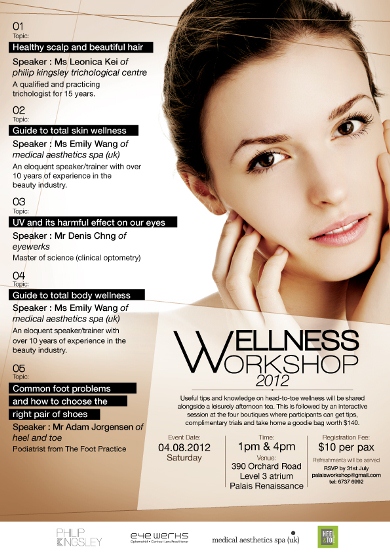 01
Topic:
Healthy scalp and beautiful hair
Speaker : Ms Leonica Kei of
philip kingsley trichological centre
A qualified and practicing
trichologist for 15 years.
02
Topic:
Guide to total skin wellness
Speaker : Ms Emily Wang of
medical aesthetics spa (uk)
An eloquent speaker/trainer with over
10 years of experience in the
beauty industry.
03
Topic:
UV and its harmful effect on our eyes
Speaker : Mr Denis Chng of
eyewerks
Master of science (clinical optometry)
04
Topic:
Guide to total body wellness
Speaker : Ms Emily Wang of
medical aesthetics spa (uk)
An eloquent speaker/trainer with
over 10 years of experience in the
beauty industry.
05
Topic:
Common foot problems
and how to choose the
right pair of shoes
Speaker : Mr Adam Jorgensen of
heel and toe
Podiatrist from The Foot Practice
WELLNESS
WORKSHOP
2012
Useful tips and knowledge on head-to-toe wellness will be shared
alongside a leisurely afternoon tea. This is followed by an interactive
session at the four boutiques where participants can get tips,
complimentary trials and take home a goodie bag worth $140.
Event Date:
04.08.2012
Saturday
Time:
1pm & 4pm
Venue:
390 Orchard Road
Level 3 atrium
Palais Renaissance
Registration Fee:
$10 per pax
Refreshments will be served
RSVP by 31st July
palaisworkshop@gmail.com
tel: 6737 6992
PHILIP
KINGSLEY
eyewerks
medical aesthetics spa (uk)
HEEL
&TOE